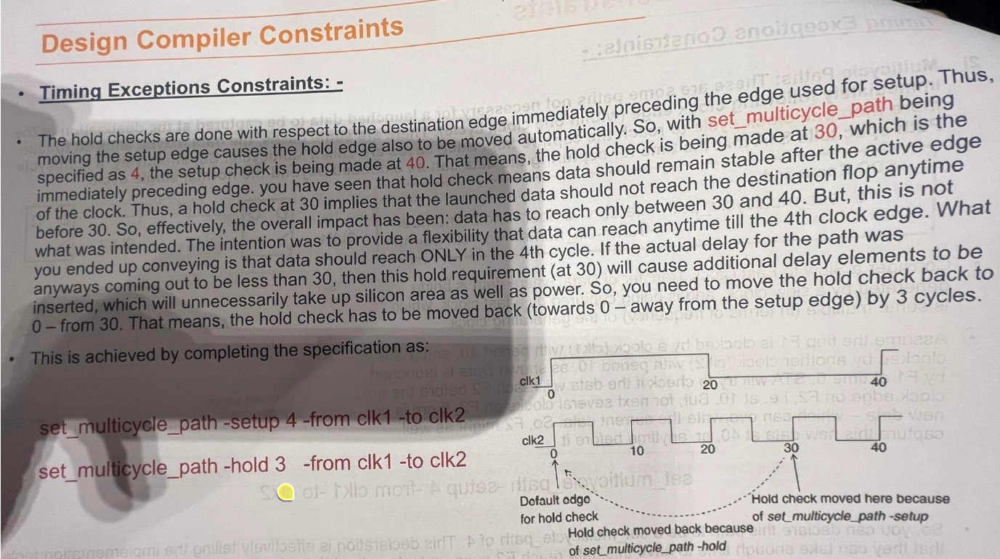 Design Compiler Constraints
• Timing Exceptions Constraints: -
• The hold checks are done with respect to the destination edge immediately preceding the edge used for setup. Thus,
moving the setup edge causes the hold edge also to be moved automatically. So, with set_multicycle_path being
specified as 4, the setup check is being made at 40. That means, the hold check is being made at 30, which is the
immediately preceding edge. you have seen that hold check means data should remain stable after the active edge
of the clock. Thus, a hold check at 30 implies that the launched data should not reach the destination flop anytime
before 30. So, effectively, the overall impact has been: data has to reach only between 30 and 40. But, this is not
what was intended. The intention was to provide a flexibility that data can reach anytime till the 4th clock edge. What
you ended up conveying is that data should reach ONLY in the 4th cycle. If the actual delay for the path was
anyways coming out to be less than 30, then this hold requirement (at 30) will cause additional delay elements to be
inserted, which will unnecessarily take up silicon area as well as power. So, you need to move the hold check back to
0 – from 30. That means, the hold check has to be moved back (towards 0 – away from the setup edge) by 3 cycles.
• This is achieved by completing the specification as:
set_multicycle_path -setup 4 -from clk1 -to clk2
set_multicycle_path -hold 3 -from clk1 -to clk2
clk1
0 20 40
clk2
0 10 20 30 40
Default edge
for hold check
Hold check moved here because
of set_multicycle_path -setup
Hold check moved back because
of set_multicycle_path -hold